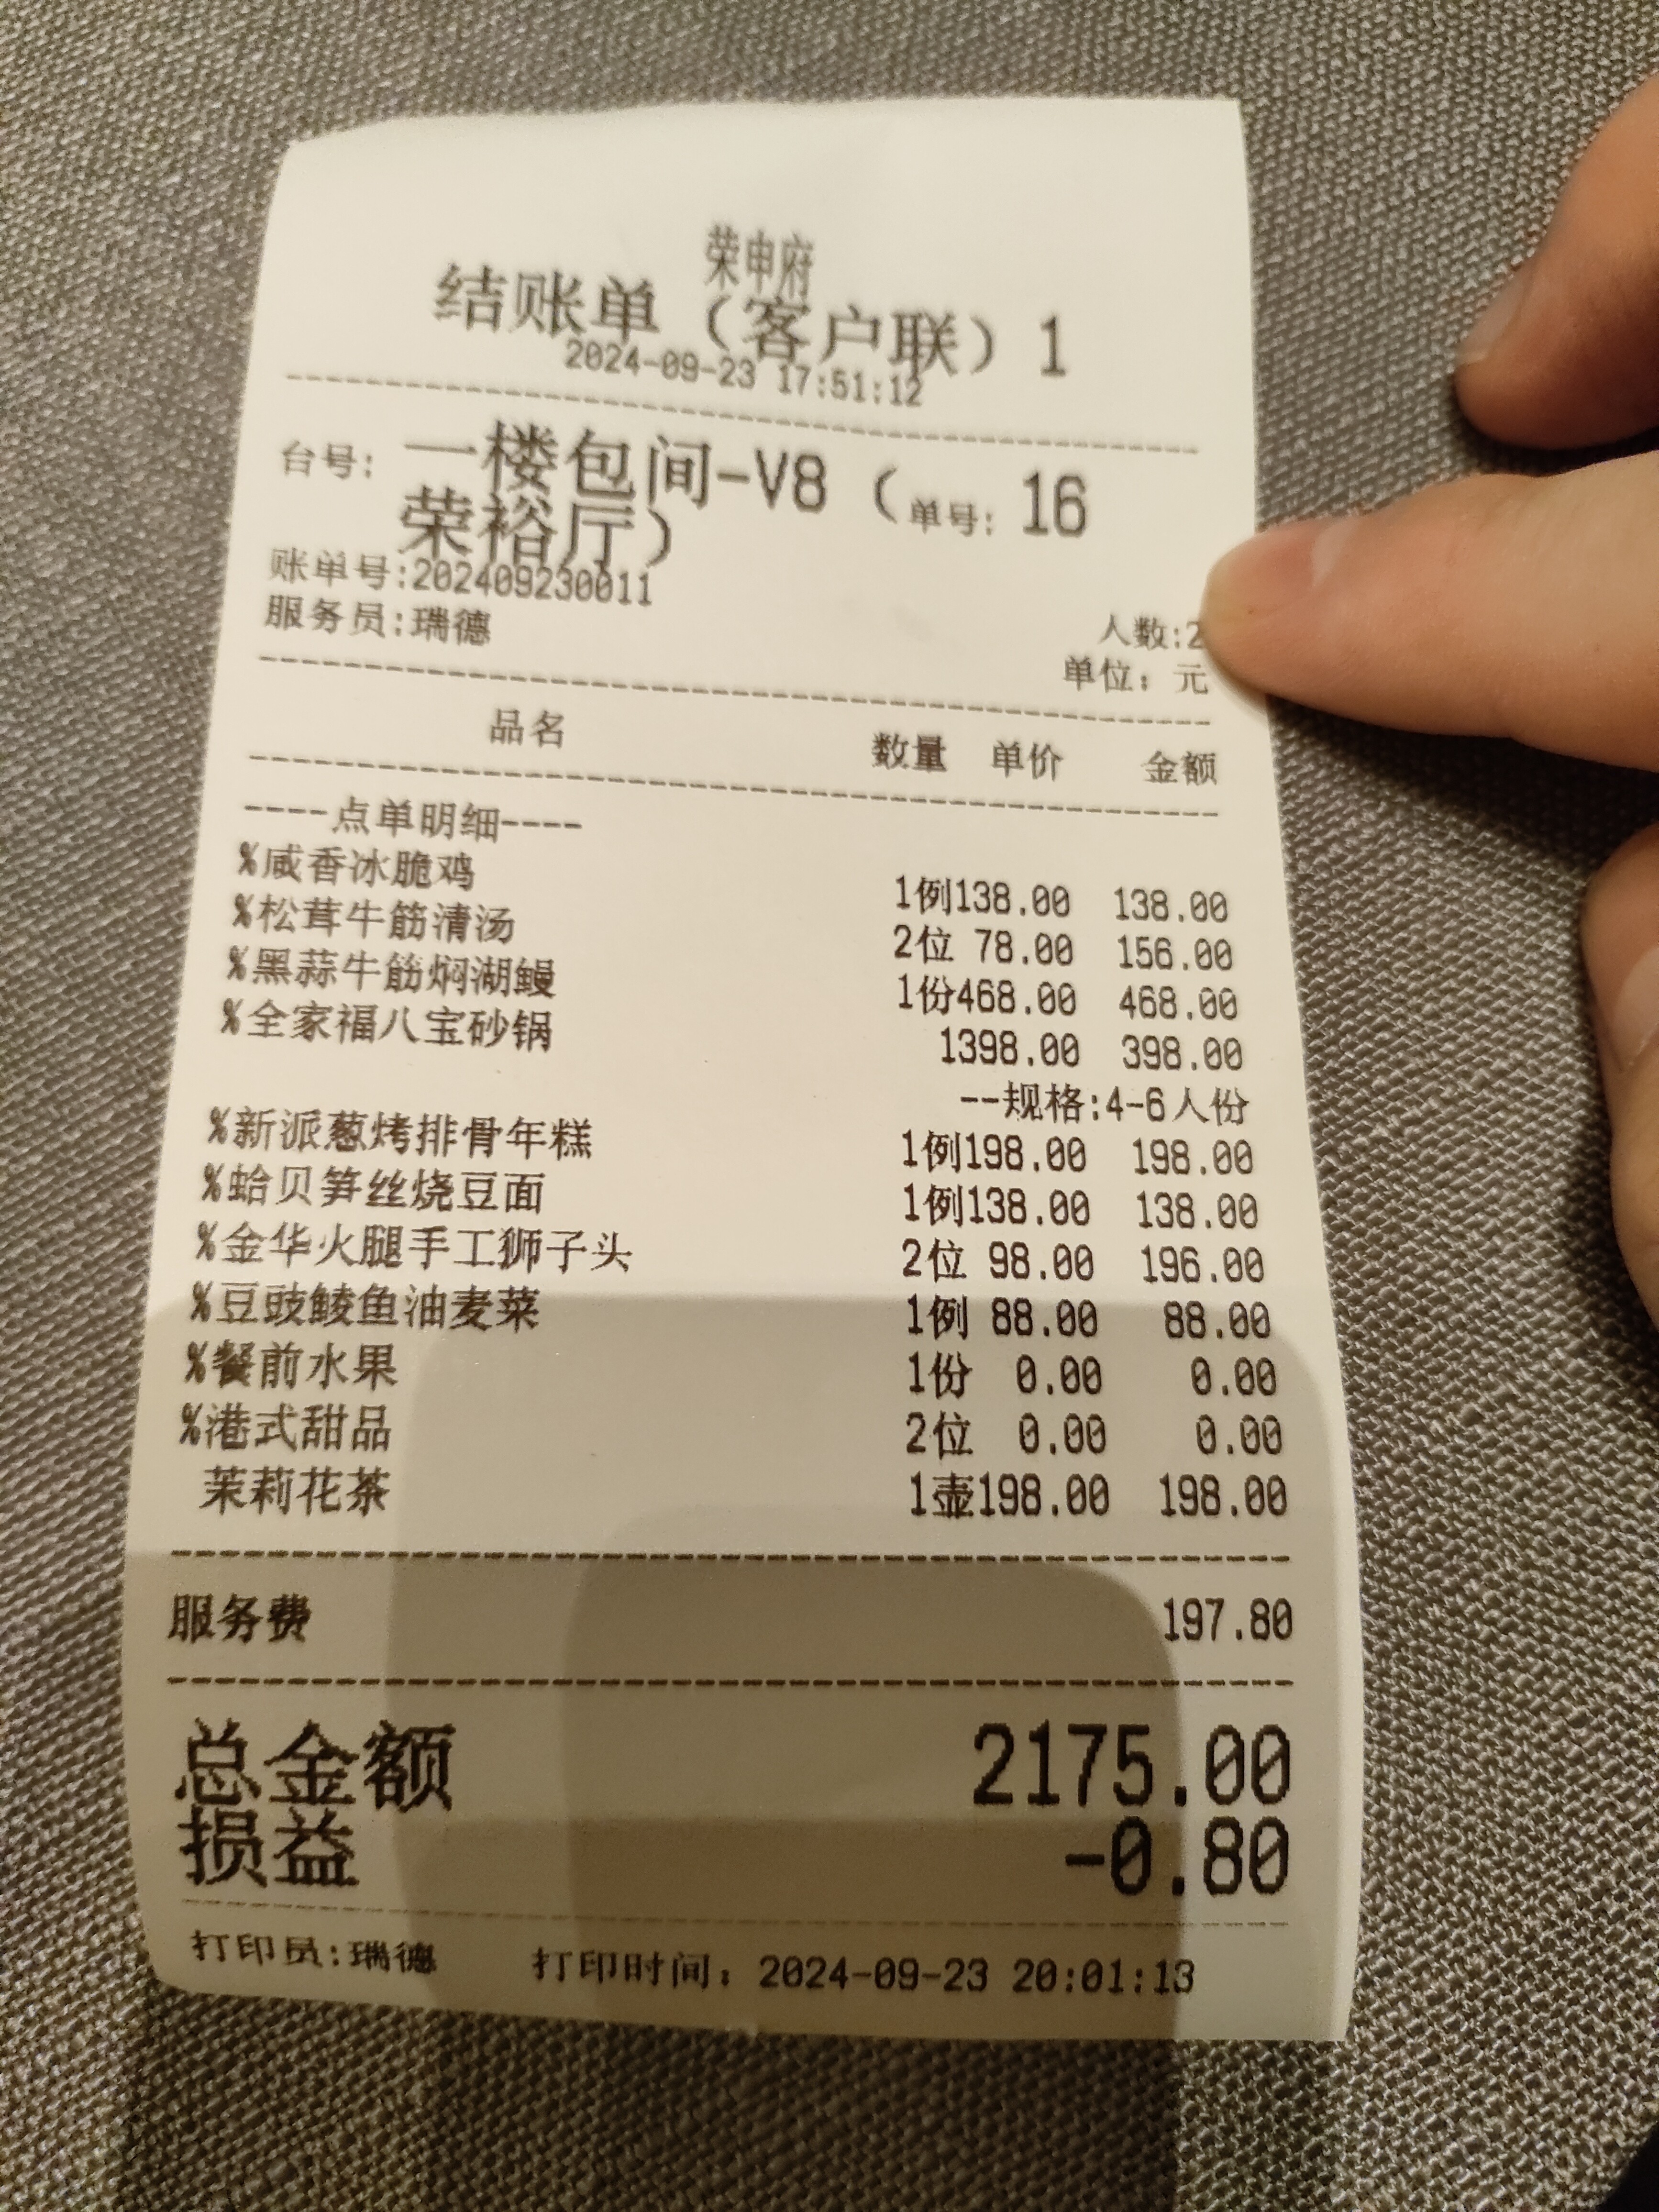 荣申府
结账单（客户联）1
2024-09-23 17:51:12
台号: 一楼包间-V8（ 单号: 16
荣裕厅）
账单号:202409230011
服务员:瑞德 人数:2
单位: 元
品名 数量 单价 金额
----点单明细----
%咸香冰脆鸡 1例138.00 138.00
%松茸牛筋清汤 2位 78.00 156.00
%黑蒜牛筋焖湖鳗 1份468.00 468.00
%全家福八宝砂锅 1398.00 398.00
--规格:4-6人份
%新派葱烤排骨年糕 1例198.00 198.00
%蛤贝笋丝烧豆面 1例138.00 138.00
%金华火腿手工狮子头 2位 98.00 196.00
%豆豉鲮鱼油麦菜 1例 88.00 88.00
%餐前水果 1份 0.00 0.00
%港式甜品 2位 0.00 0.00
茉莉花茶 1壶198.00 198.00
服务费 197.80
总金额 2175.00
损益 -0.80
打印员:瑞德 打印时间: 2024-09-23 20:01:13